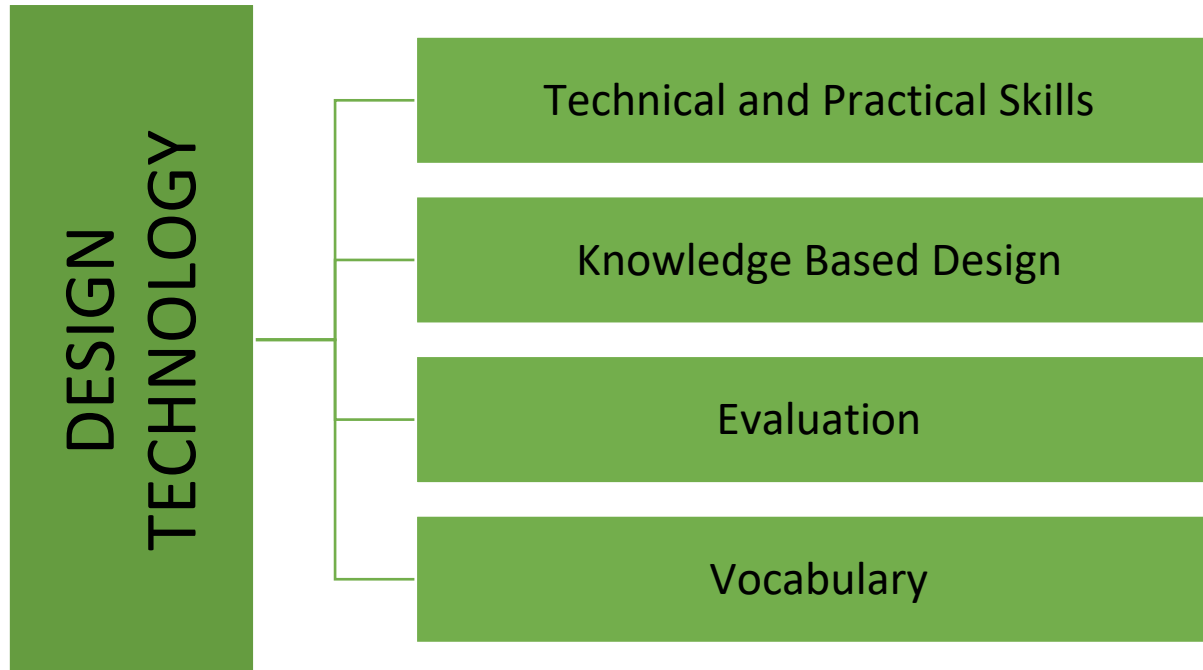 DESIGN
TECHNOLOGY
Technical and Practical Skills
Knowledge Based Design
Evaluation
Vocabulary